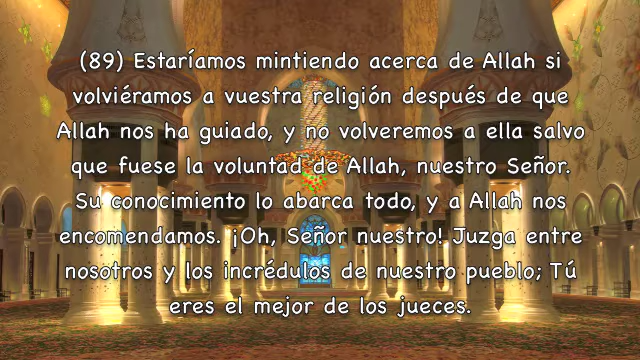 (89) Estaríamos mintiendo acerca de Allah si
volviéramos a vuestra religión después de que
Allah nos ha guiado, y no volveremos a ella salvo
que fuese la voluntad de Allah, nuestro Señor.
Su conocimiento lo abarca todo, y a Allah nos
encomendamos. ¡Oh, Señor nuestro! Juzga entre
nosotros y los incrédulos de nuestro pueblo; Tú
eres el mejor de los jueces.